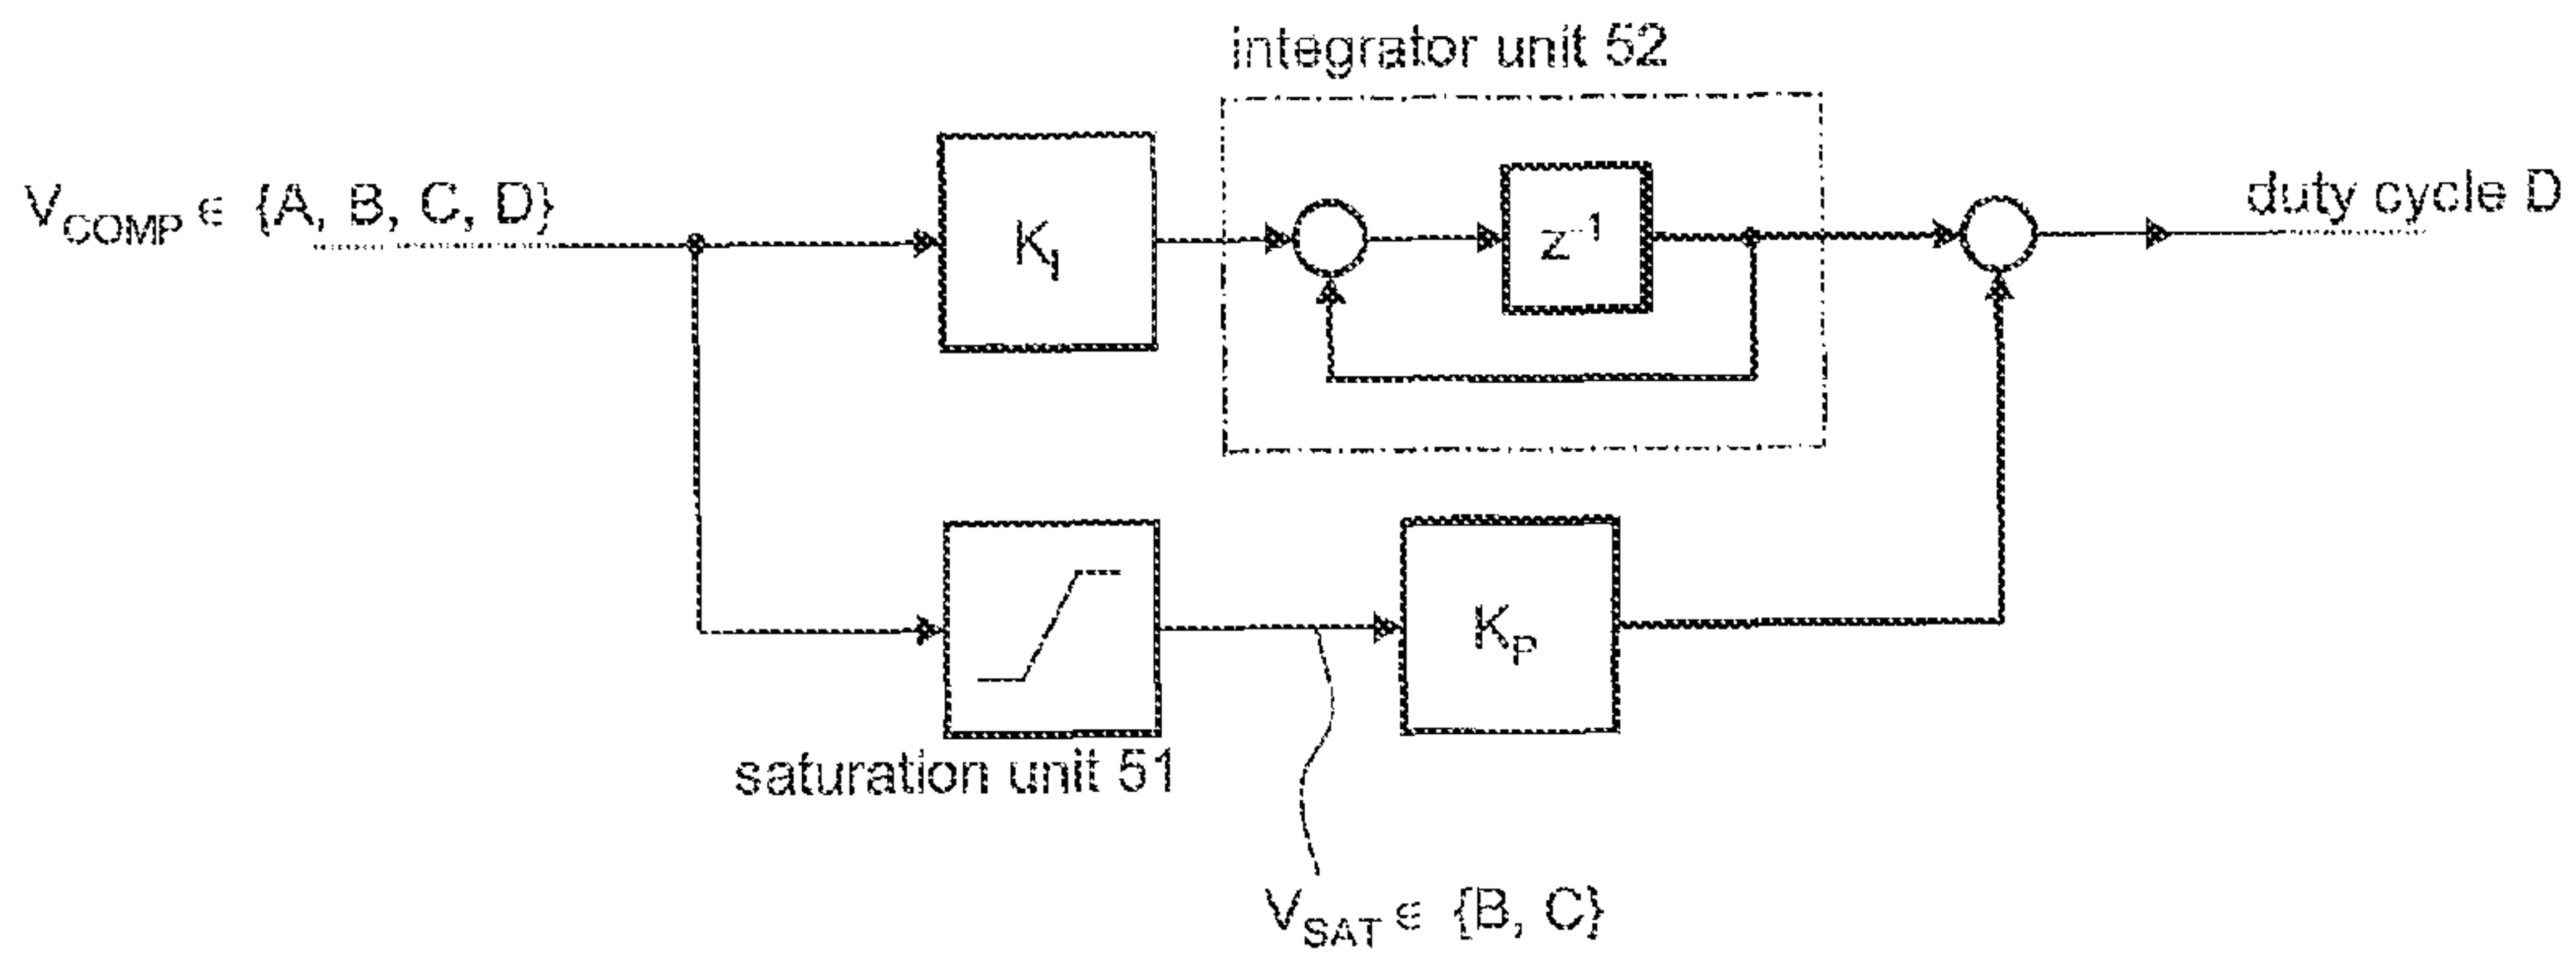 integrator unit 52
V_COMP ∈ {A, B, C, D}
K_I
z^-1
duty cycle D
K_P
saturation unit 51
V_SAT ∈ {B, C}